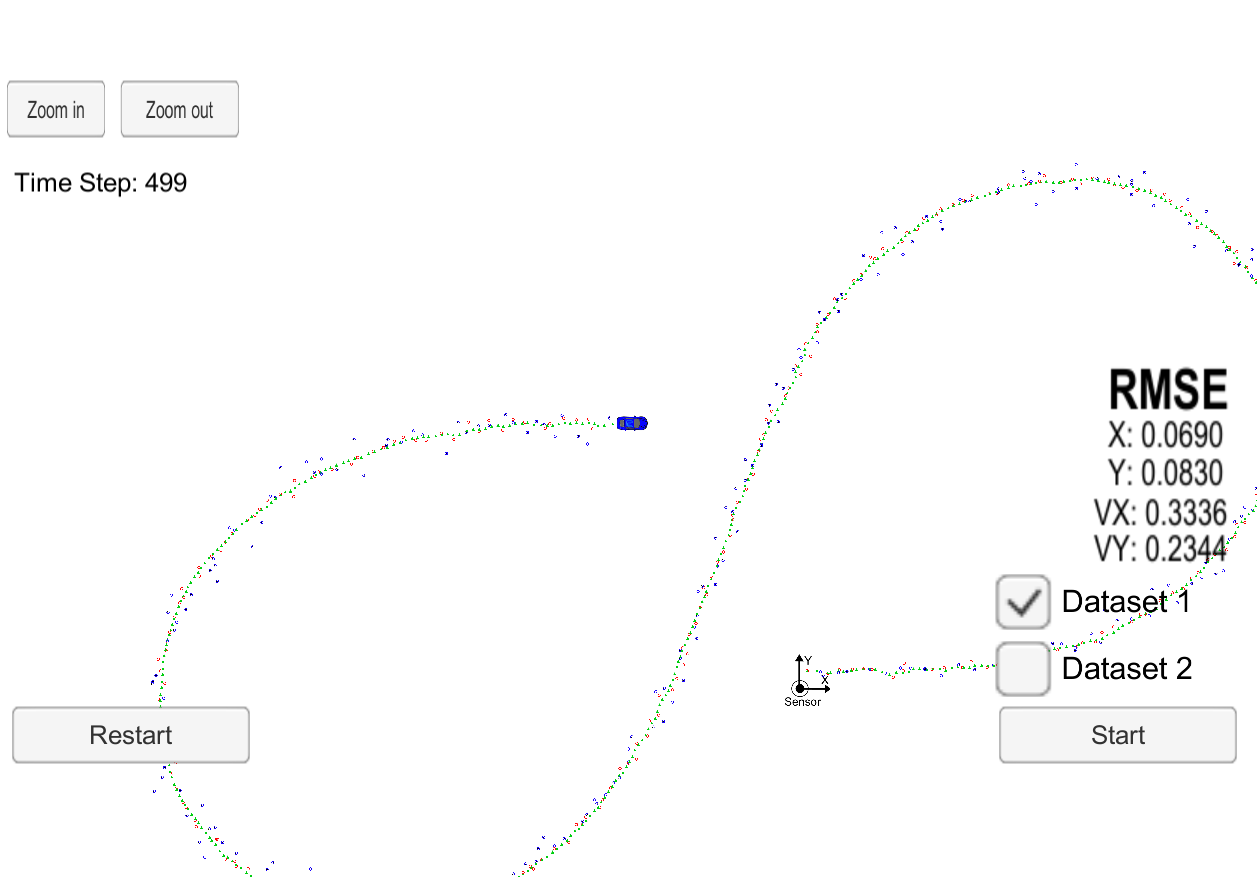 Zoom in
Zoom out
Time Step: 499
RMSE
X: 0.0690
Y: 0.0830
VX: 0.3336
VY: 0.2344
Dataset 1
Dataset 2
Y
X
Sensor
Restart
Start